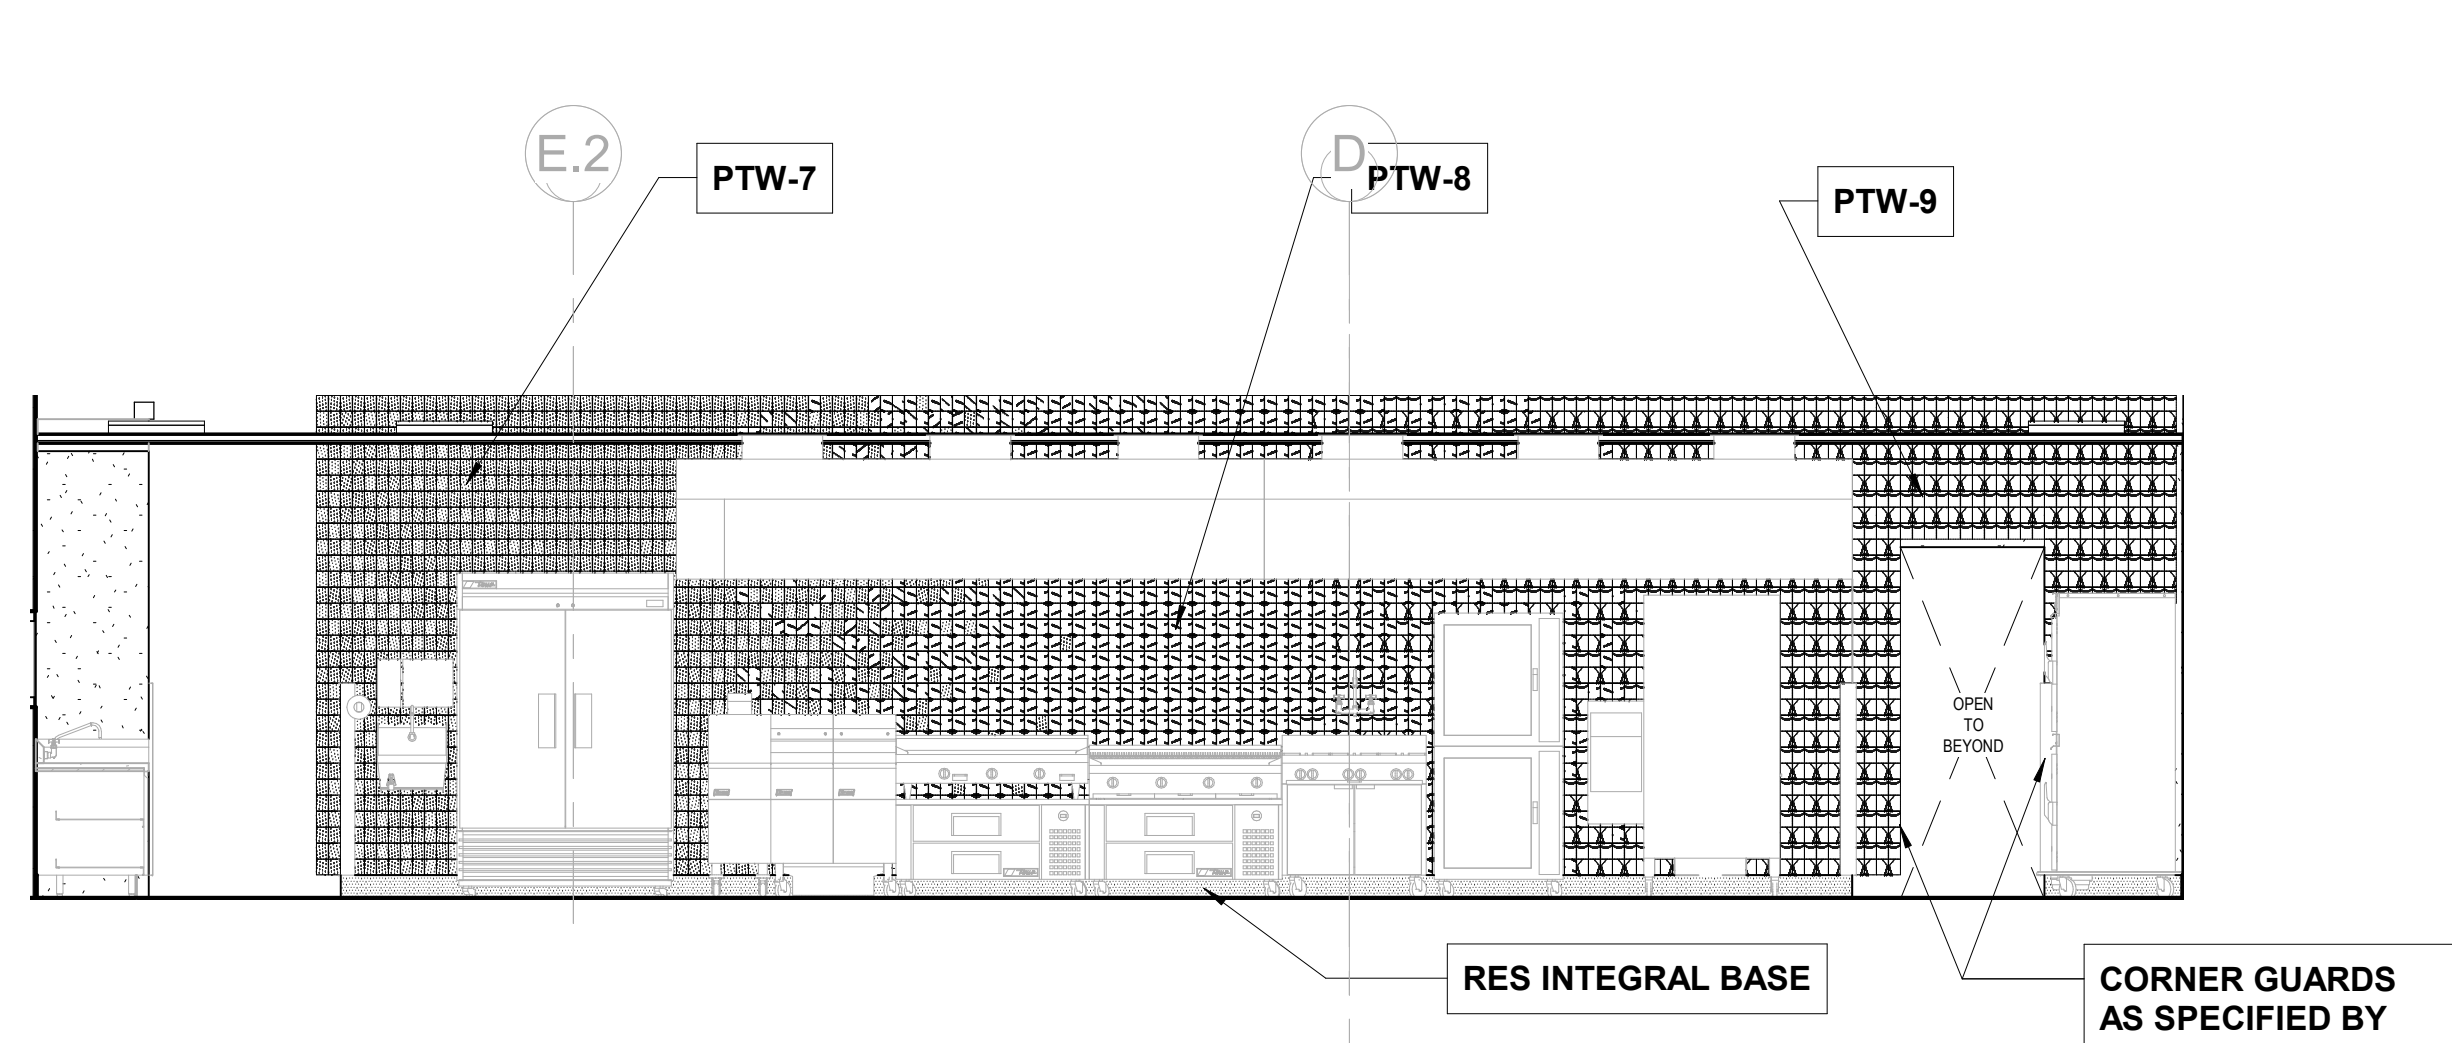 E.2
PTW-7
D
PTW-8
PTW-9
OPEN
TO
BEYOND
RES INTEGRAL BASE
CORNER GUARDS
AS SPECIFIED BY